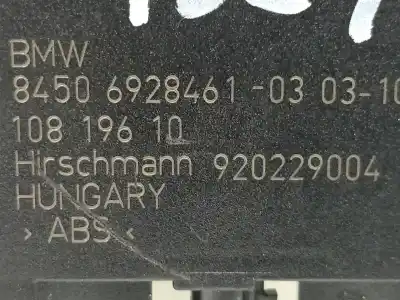 BMW
8450 6928461 -03 03-10
108 196 10
Hirschmann 920229004
HUNGARY
> ABS <